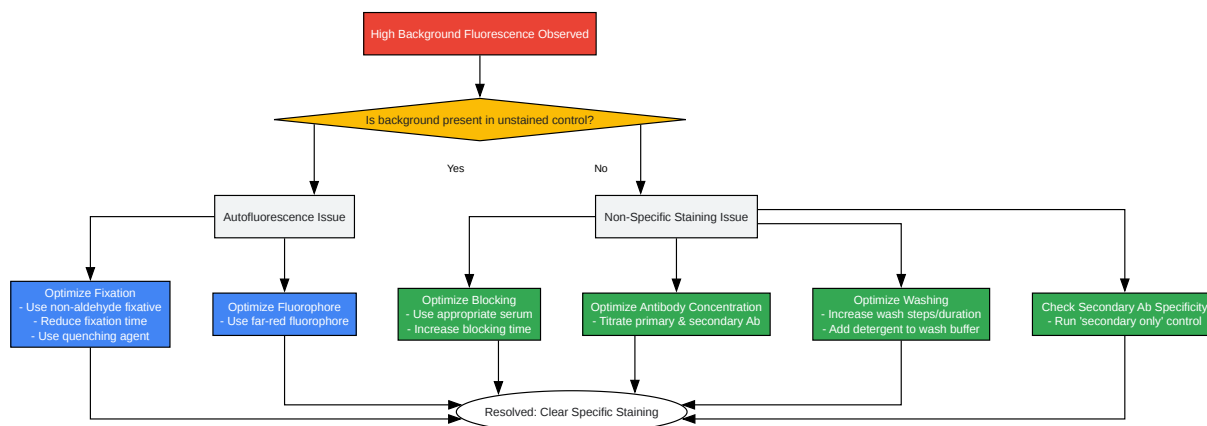 High Background Fluorescence Observed
Is background present in unstained control?
Yes
No
Autofluorescence Issue
Non-Specific Staining Issue
Optimize Fixation
- Use non-aldehyde fixative
- Reduce fixation time
- Use quenching agent
Optimize Fluorophore
- Use far-red fluorophore
Optimize Blocking
- Use appropriate serum
- Increase blocking time
Optimize Antibody Concentration
- Titrate primary & secondary Ab
Optimize Washing
- Increase wash steps/duration
- Add detergent to wash buffer
Check Secondary Ab Specificity
- Run 'secondary only' control
Resolved: Clear Specific Staining